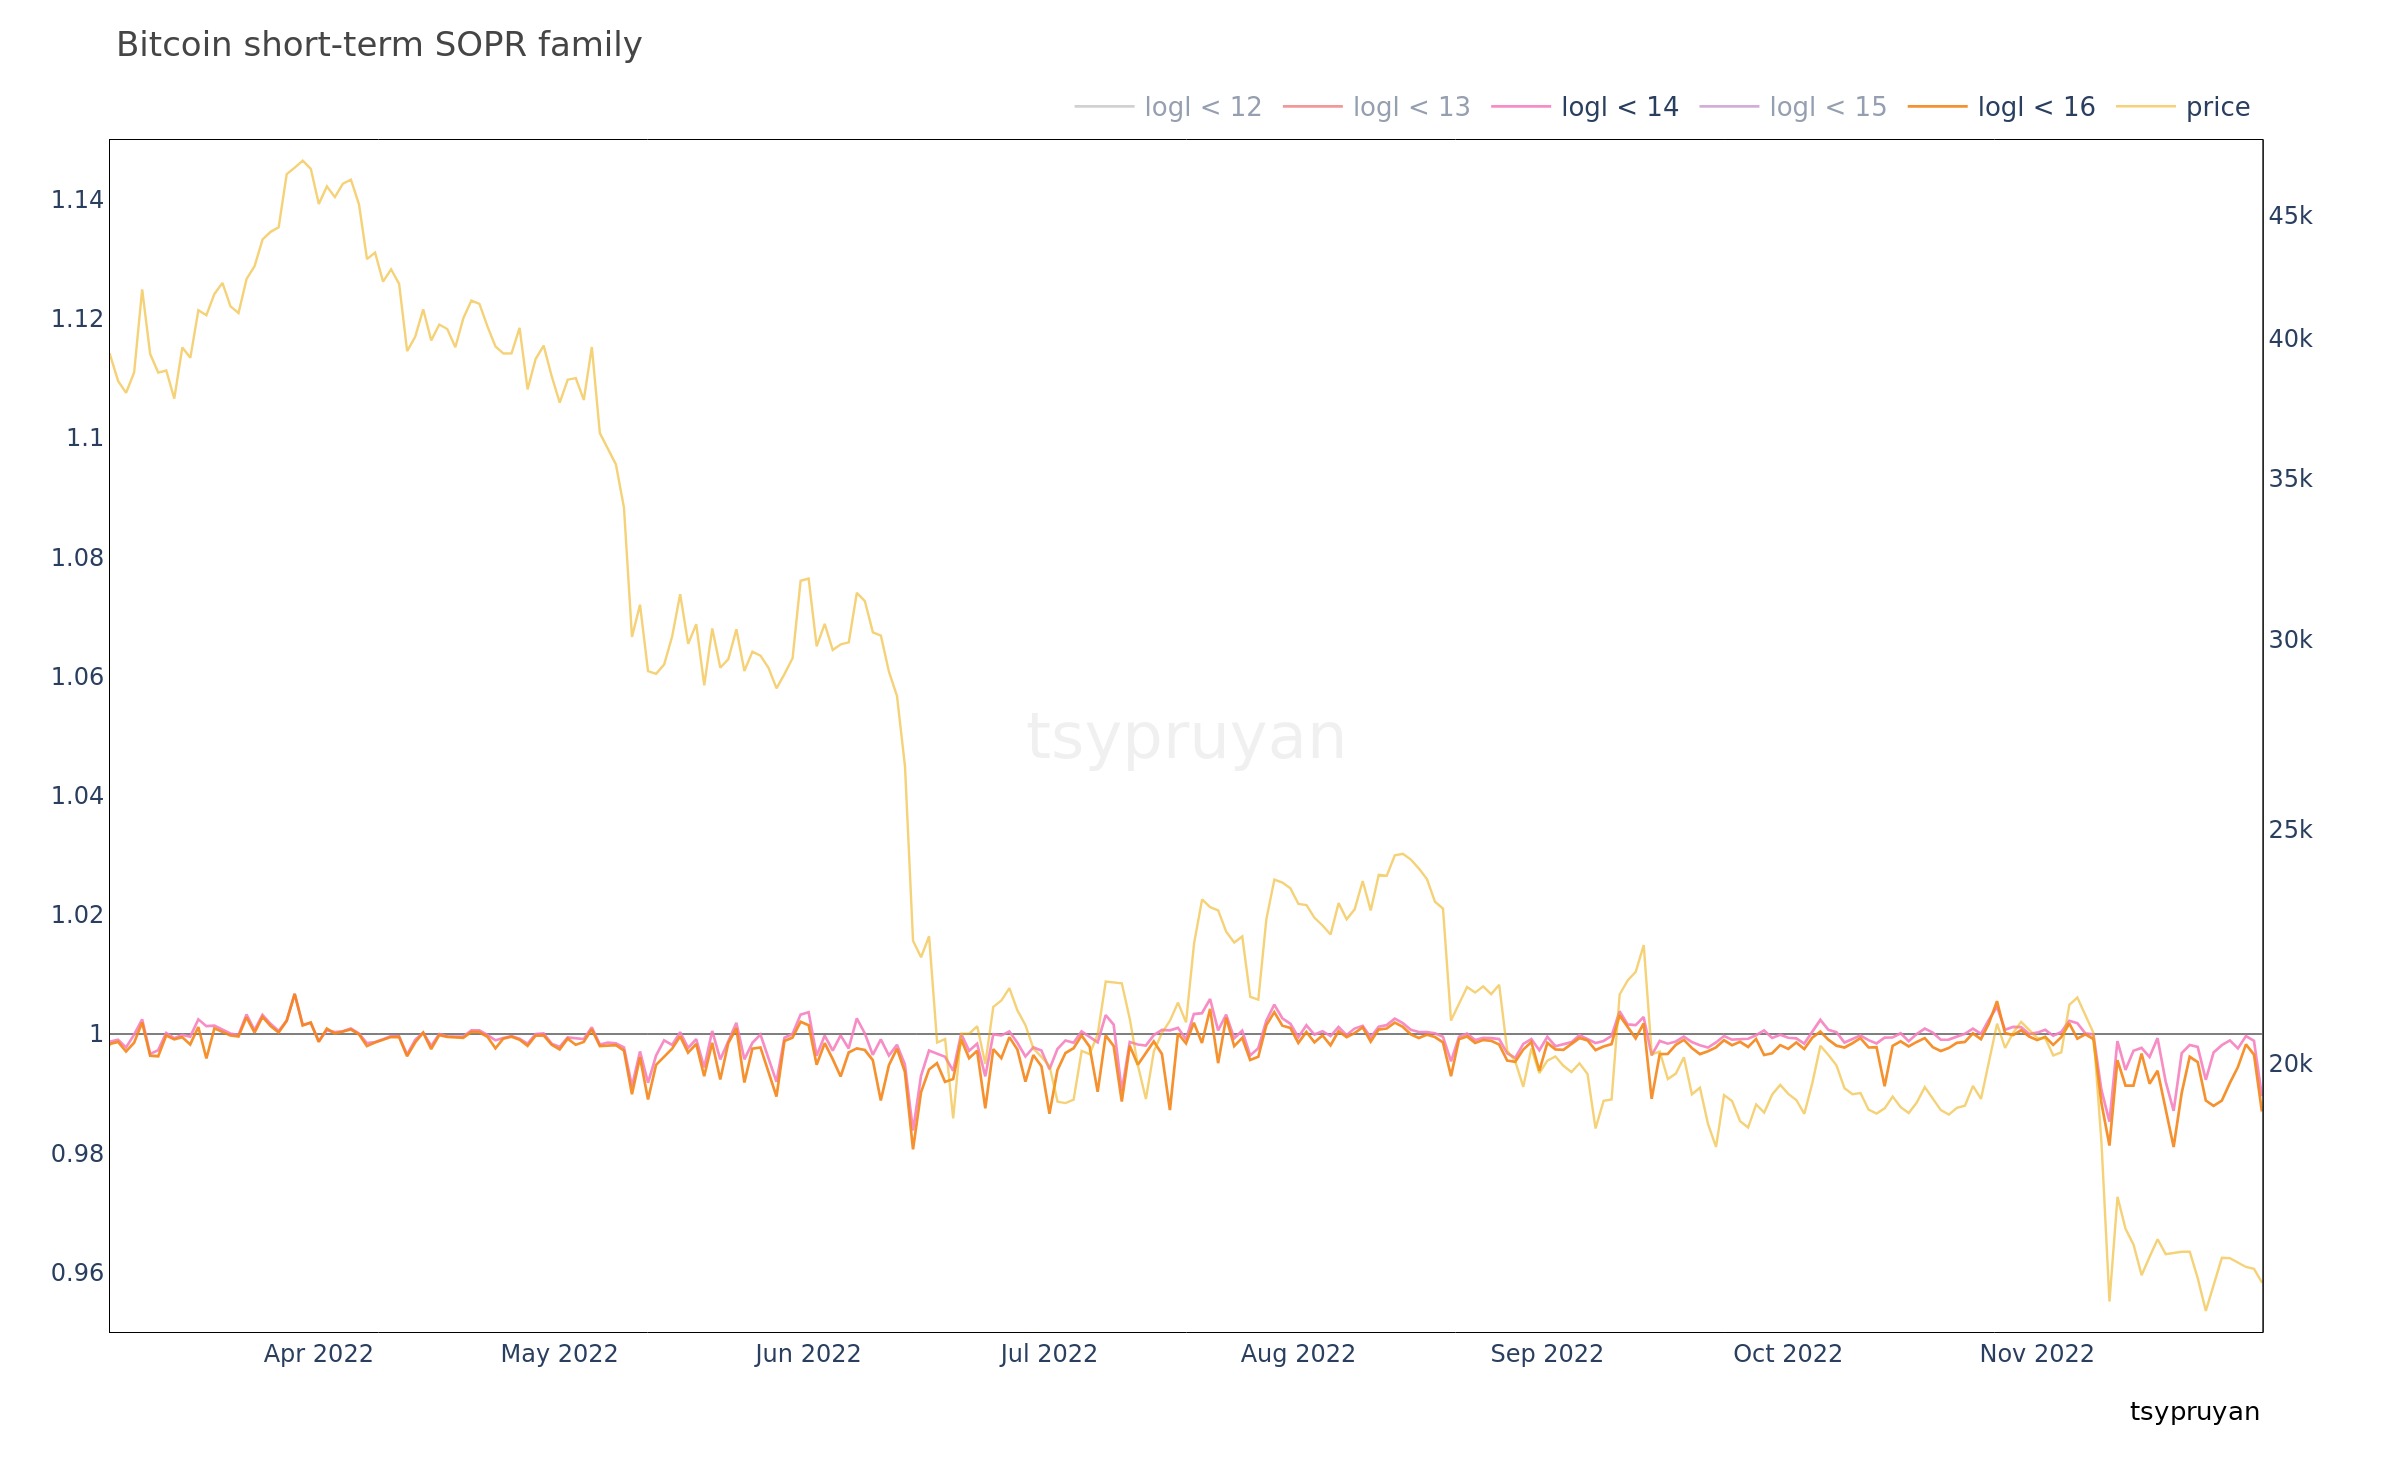 Bitcoin short-term SOPR family
logl < 12 logl < 13 logl < 14 logl < 15 logl < 16 price
1.14
1.12
1.1
1.08
1.06
1.04
1.02
1
0.98
0.96
45k
40k
35k
30k
25k
20k
tsypruyan
Apr 2022 May 2022 Jun 2022 Jul 2022 Aug 2022 Sep 2022 Oct 2022 Nov 2022
tsypruyan